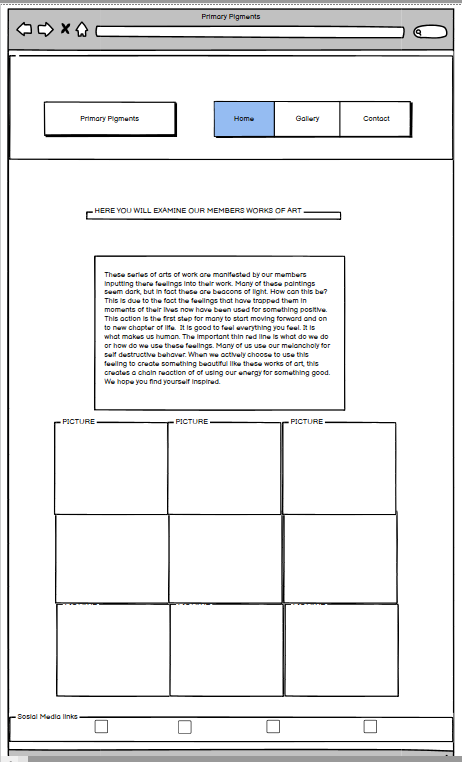 Primary Pigments
Primary Pigments
Home
Gallery
Contact
HERE YOU WILL EXAMINE OUR MEMBERS WORKS OF ART
These series of arts of work are manifested by our members
inputting there feelings into their work. Many of these paintings
seem dark, but in fact these are beacons of light. How can this be?
This is due to the fact the feelings that have trapped them in
moments of their lives now have been used for something positive.
This action is the first step for many to start moving forward and on
to new chapter of life. It is good to feel everything you feel. It is
what makes us human. The important thin red line is what do we do
or how do we use these feelings. Many of us use our melancholy for
self destructive behaver. When we actively choose to use this
feeling to create something beautiful like these works of art, this
creates a chain reaction of of using our energy for something good.
We hope you find yourself inspired.
PICTURE
PICTURE
PICTURE
Sosial Media links